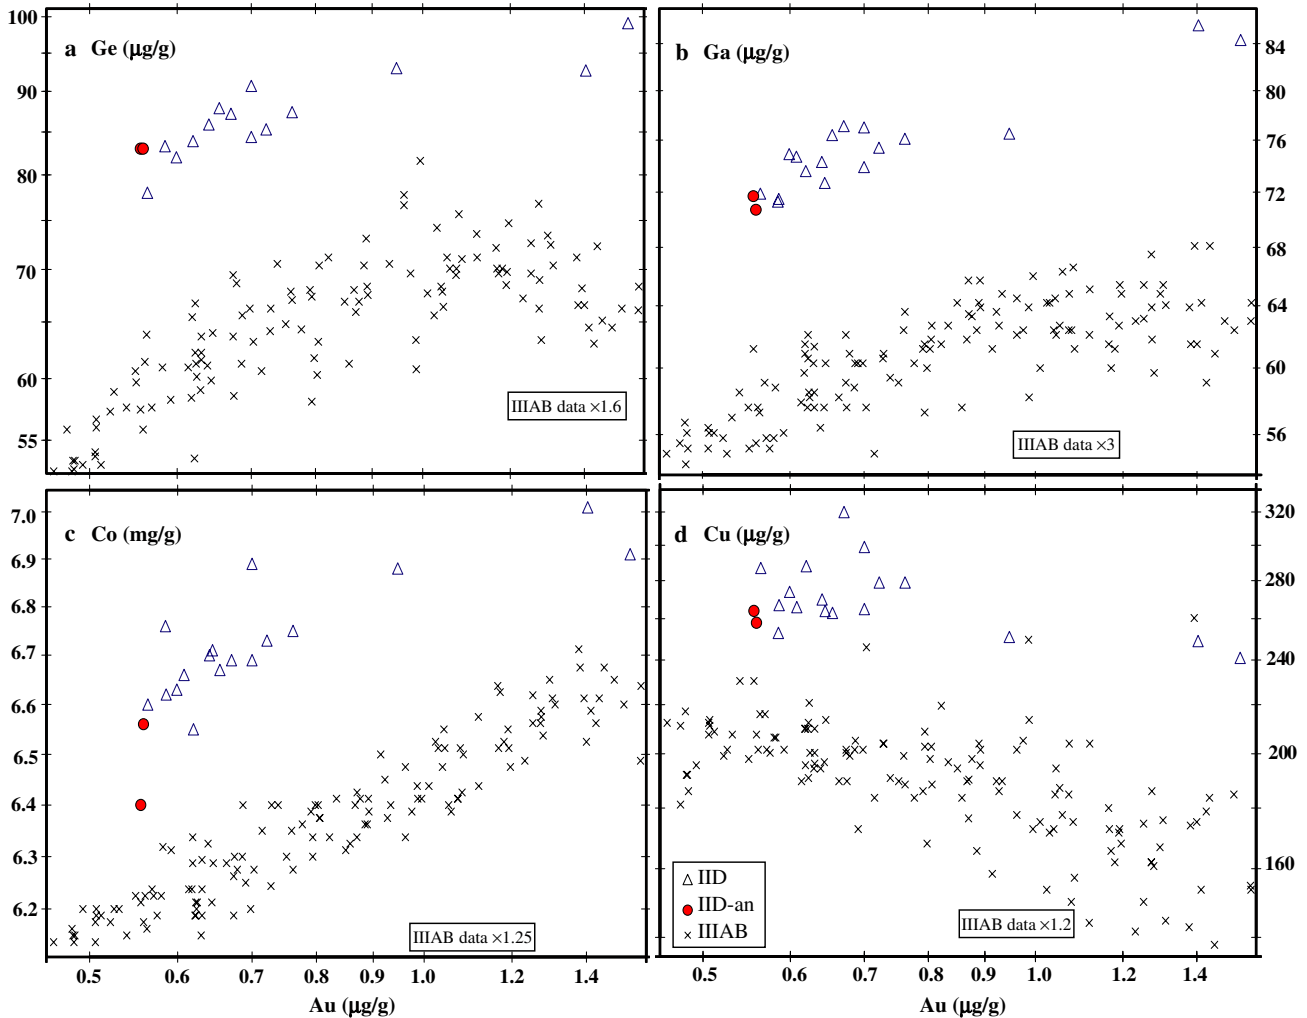 a Ge (μg/g)
100
90
80
70
60
55
IIIAB data ×1.6
b Ga (μg/g)
84
80
76
72
68
64
60
56
IIIAB data ×3
c Co (mg/g)
7.0
6.9
6.8
6.7
6.6
6.5
6.4
6.3
6.2
IIIAB data ×1.25
0.5 0.6 0.7 0.8 0.9 1.0 1.2 1.4
Au (μg/g)
d Cu (μg/g)
320
280
240
200
160
IID
IID-an
IIIAB
IIIAB data ×1.2
0.5 0.6 0.7 0.8 0.9 1.0 1.2 1.4
Au (μg/g)